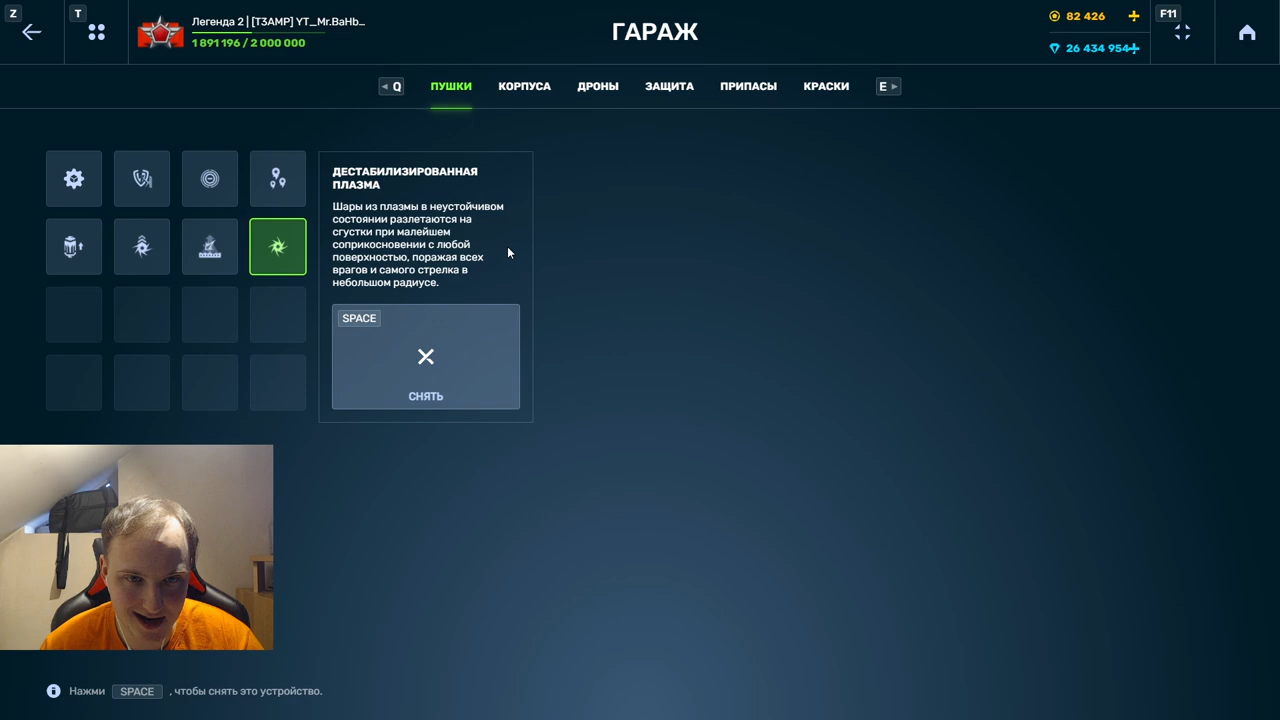 Z
T
Легенда 2 | [T3AMP] YT_Mr.BaHb...
1 891 196 / 2 000 000
ГАРАЖ
82 426
26 434 954
F11
Q
ПУШКИ
КОРПУСА
ДРОНЫ
ЗАЩИТА
ПРИПАСЫ
КРАСКИ
E
ДЕСТАБИЛИЗИРОВАННАЯ
ПЛАЗМА
Шары из плазмы в неустойчивом
состоянии разлетаются на
сгустки при малейшем
соприкосновении с любой
поверхностью, поражая всех
врагов и самого стрелка в
небольшом радиусе.
SPACE
СНЯТЬ
Нажми SPACE , чтобы снять это устройство.